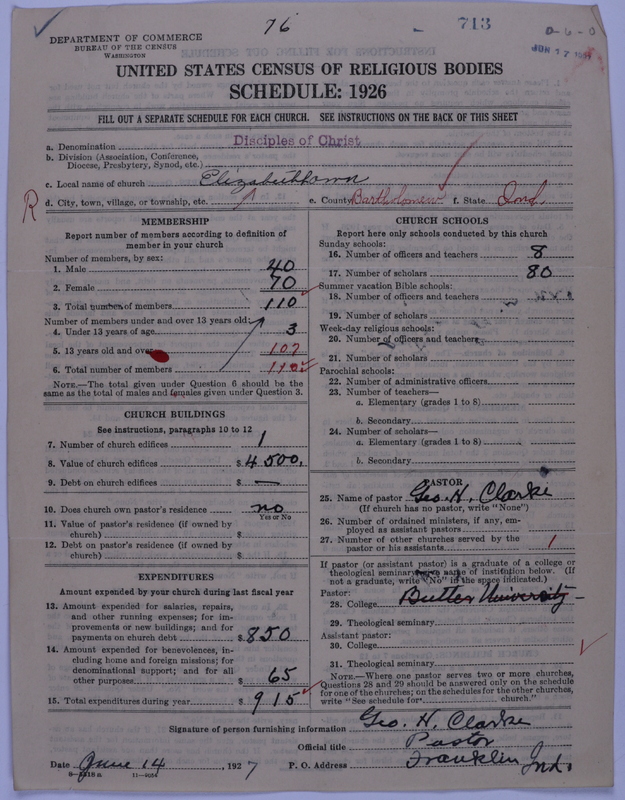 76
713
D-6-0
DEPARTMENT OF COMMERCE
BUREAU OF THE CENSUS
WASHINGTON
JUN 17
UNITED STATES CENSUS OF RELIGIOUS BODIES
SCHEDULE: 1926
FILL OUT A SEPARATE SCHEDULE FOR EACH CHURCH. SEE INSTRUCTIONS ON THE BACK OF THIS SHEET
a. Denomination Disciples of Christ
b. Division (Association, Conference,
Diocese, Presbytery, Synod, etc.)
c. Local name of church Elizabethtown
R
d. City, town, village, or township, etc. e. County Bartholomew f. State Ind
MEMBERSHIP
Report number of members according to definition of
member in your church
Number of members, by sex:
1. Male 40
2. Female 70
3. Total number of members 110
Number of members under and over 13 years old:
4. Under 13 years of age 3
5. 13 years old and over 107
6. Total number of members 110
NOTE.—The total given under Question 6 should be
same as the total of males and females given under Question 3.
CHURCH BUILDINGS
See instructions, paragraphs 10 to 12
7. Number of church edifices 1
8. Value of church edifices $ 4500.
9. Debt on church edifices $ —
10. Does church own pastor's residence no
Yes or No
11. Value of pastor's residence (if owned by
church) $
12. Debt on pastor's residence (if owned by
church) $
EXPENDITURES
Amount expended by your church during last fiscal year
13. Amount expended for salaries, repairs,
and other running expenses; for im-
provements or new buildings; and for
payments on church debt $ 850
14. Amount expended for benevolences, in-
cluding home and foreign missions; for
denominational support; and for all
other purposes $ 65
15. Total expenditures during year $ 915
CHURCH SCHOOLS
Report here only schools conducted by this church
Sunday schools:
16. Number of officers and teachers 8
17. Number of scholars 80
Summer vacation Bible schools:
18. Number of officers and teachers
19. Number of scholars
Week-day religious schools:
20. Number of officers and teachers
21. Number of scholars
Parochial schools:
22. Number of administrative officers
23. Number of teachers—
a. Elementary (grades 1 to 8)
b. Secondary
24. Number of scholars—
a. Elementary (grades 1 to 8)
b. Secondary
PASTOR
25. Name of pastor Geo. H. Clarke
(If church has no pastor, write "None")
26. Number of ordained ministers, if any, em-
ployed as assistant pastors
27. Number of other churches served by the
pastor or his assistants 1
If pastor (or assistant pastor) is a graduate of a college or
theological seminary, give name of institution below. (If
not a graduate, write "No" in the space indicated.)
Pastor:
28. College Butler University
29. Theological seminary
Assistant pastor:
30. College
31. Theological seminary
NOTE.—Where one pastor serves two or more churches,
Questions 28 and 29 should be answered only on the schedule
for one of the churches; on the schedules for the other churches,
write "See schedule for church."
Signature of person furnishing information Geo. H. Clarke
Official title Pastor
Date June 14, 1927 P. O. Address Franklin Ind.